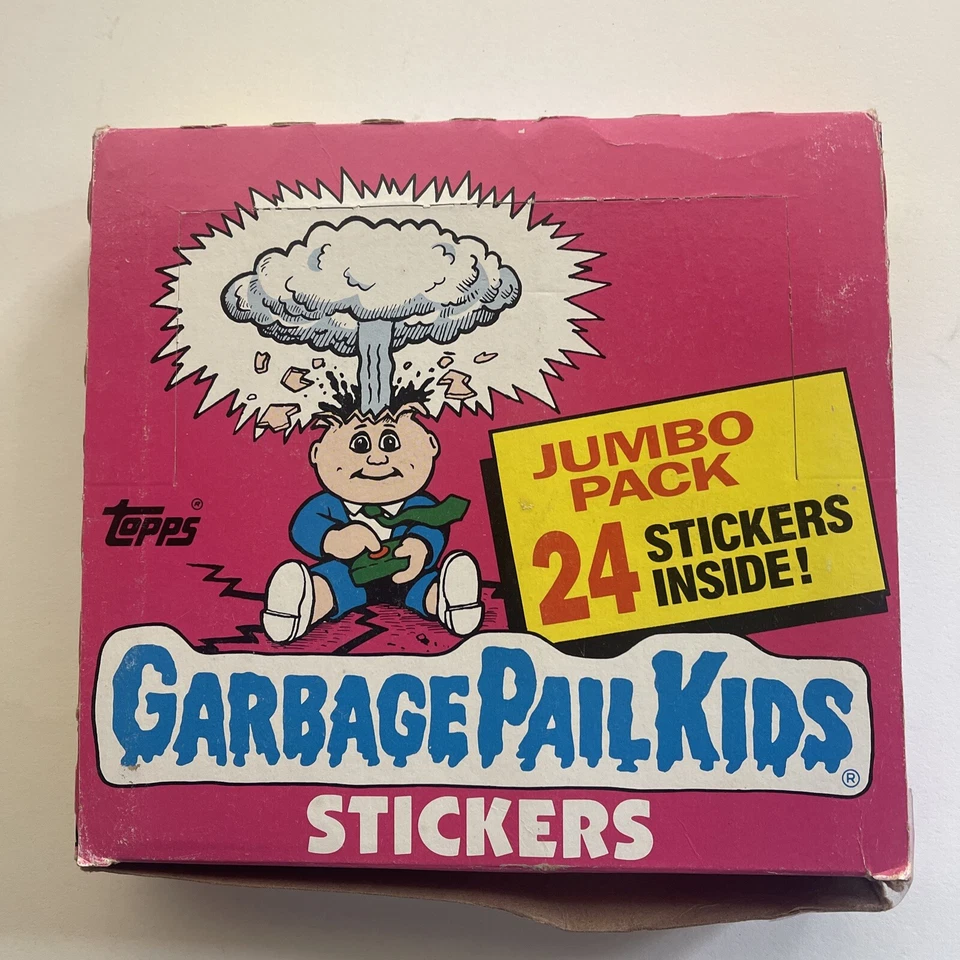 JUMBO
PACK
24 STICKERS
INSIDE!
topps®
GARBAGE PAIL KIDS®
STICKERS